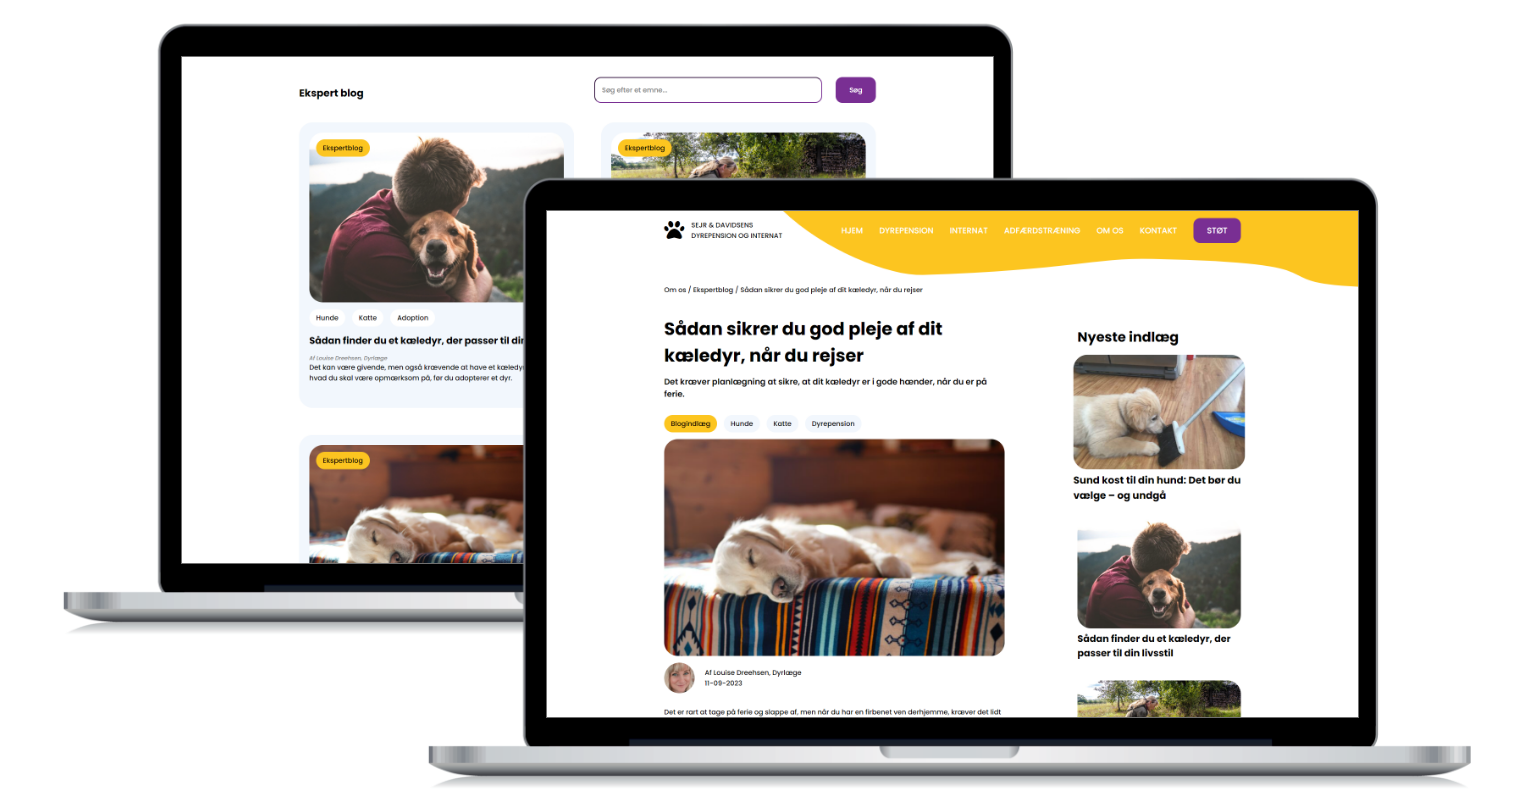 Ekspert blog
Søg efter et emne...
Søg
Ekspertblog
Ekspertblog
Hunde
Katte
Adoption
Sådan finder du et kæledyr, der passer til din
Af Louise Dreehsen, Dyrlæge
Det kan være givende, men også krævende at have et kæledyr
hvad du skal være opmærksom på, før du adopterer et dyr.
Ekspertblog
SEJR & DAVIDSENS
DYREPENSION OG INTERNAT
HJEM
DYREPENSION
INTERNAT
ADFÆRDSTRÆNING
OM OS
KONTAKT
STØT
Om os / Ekspertblog / Sådan sikrer du god pleje af dit kæledyr, når du rejser
Sådan sikrer du god pleje af dit
kæledyr, når du rejser
Det kræver planlægning at sikre, at dit kæledyr er i gode hænder, når du er på
ferie.
Blogindlæg
Hunde
Katte
Dyrepension
Af Louise Dreehsen, Dyrlæge
11-09-2023
Det er rart at tage på ferie og slappe af, men når du har en firbenet ven derhjemme, kræver det lidt
Nyeste indlæg
Sund kost til din hund: Det bør du
vælge – og undgå
Sådan finder du et kæledyr, der
passer til din livsstil